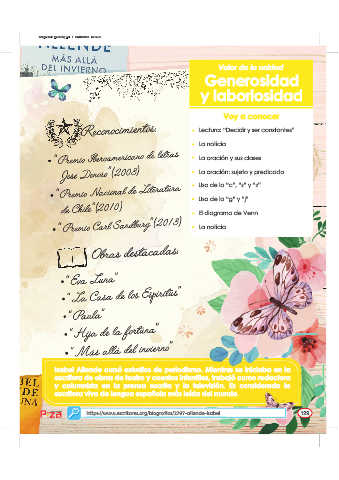 ALLENDE
MÁS ALLÁ
DEL INVIERNO
Valor de la unidad
Generosidad
y laboriosidad
Voy a conocer
• Lectura: "Decidir y ser constantes"
• La noticia
• La oración y sus clases
• La oración: sujeto y predicado
• Uso de la "c", "s" y "z"
• Uso de la "g" y "j"
• El diagrama de Venn
• La noticia
Reconocimientos:
• "Premio Iberoamericano de letras
José Donoso" (2003)
• "Premio Nacional de Literatura
de Chile" (2010)
• "Premio Carl Sandburg" (2013)
Obras destacadas:
• "Eva Luna"
• "La Casa de los Espíritus"
• "Paula"
• "Hija de la fortuna"
• "Más allá del invierno"
Isabel Allende cursó estudios de periodismo. Mientras se iniciaba en la
escritura de obras de teatro y cuentos infantiles, trabajó como redactora
y columnista en la prensa escrita y la televisión. Es considerada la
escritora viva de lengua española más leída del mundo.
BEL
DE
UNA
https://www.escritores.org/biografias/2297-allende-isabel
129